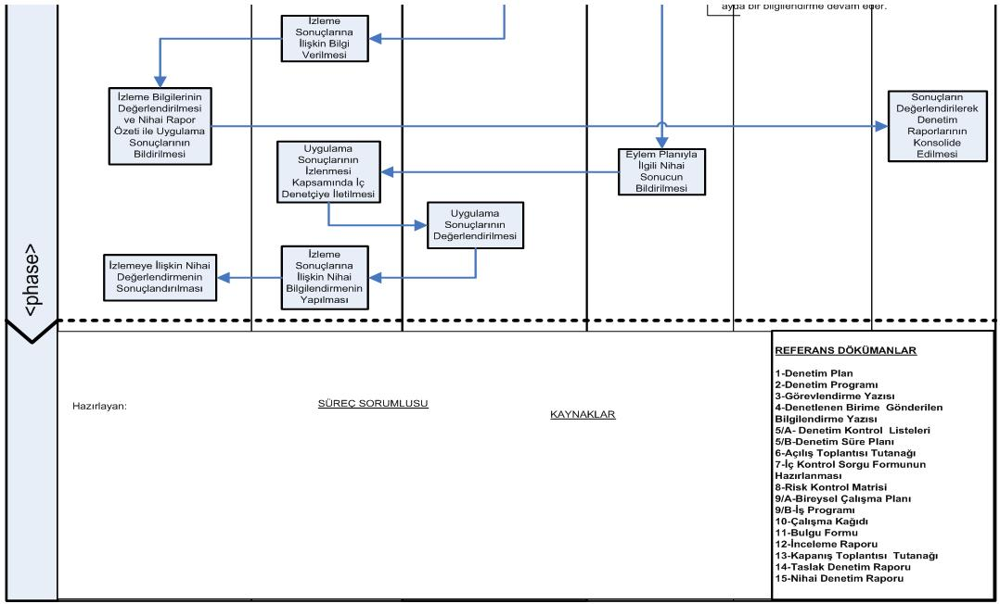 ayda bir bilgilendirme devam eder.
İzleme
Sonuçlarına
İlişkin Bilgi
Verilmesi
İzleme Bilgilerinin
Değerlendirilmesi
ve Nihai Rapor
Özeti ile Uygulama
Sonuçlarının
Bildirilmesi
Sonuçların
Değerlendirilerek
Denetim
Raporlarının
Konsolide
Edilmesi
Uygulama
Sonuçlarının
İzlenmesi
Kapsamında İç
Denetçiye İletilmesi
Eylem Planıyla
İlgili Nihai
Sonucun
Bildirilmesi
Uygulama
Sonuçlarının
Değerlendirilmesi
İzleme
Sonuçlarına
İlişkin Nihai
Bilgilendirmenin
Yapılması
İzlemeye İlişkin Nihai
Değerlendirmenin
Sonuçlandırılması
<phase>
Hazırlayan:
SÜREÇ SORUMLUSU
KAYNAKLAR
REFERANS DÖKÜMANLAR
1-Denetim Plan
2-Denetim Programı
3-Görevlendirme Yazısı
4-Denetlenen Birime Gönderilen
Bilgilendirme Yazısı
5/A- Denetim Kontrol Listeleri
5/B-Denetim Süre Planı
6-Açılış Toplantısı Tutanağı
7-İç Kontrol Sorgu Formunun
Hazırlanması
8-Risk Kontrol Matrisi
9/A-Bireysel Çalışma Planı
9/B-İş Programı
10-Çalışma Kağıdı
11-Bulgu Formu
12-İnceleme Raporu
13-Kapanış Toplantısı Tutanağı
14-Taslak Denetim Raporu
15-Nihai Denetim Raporu